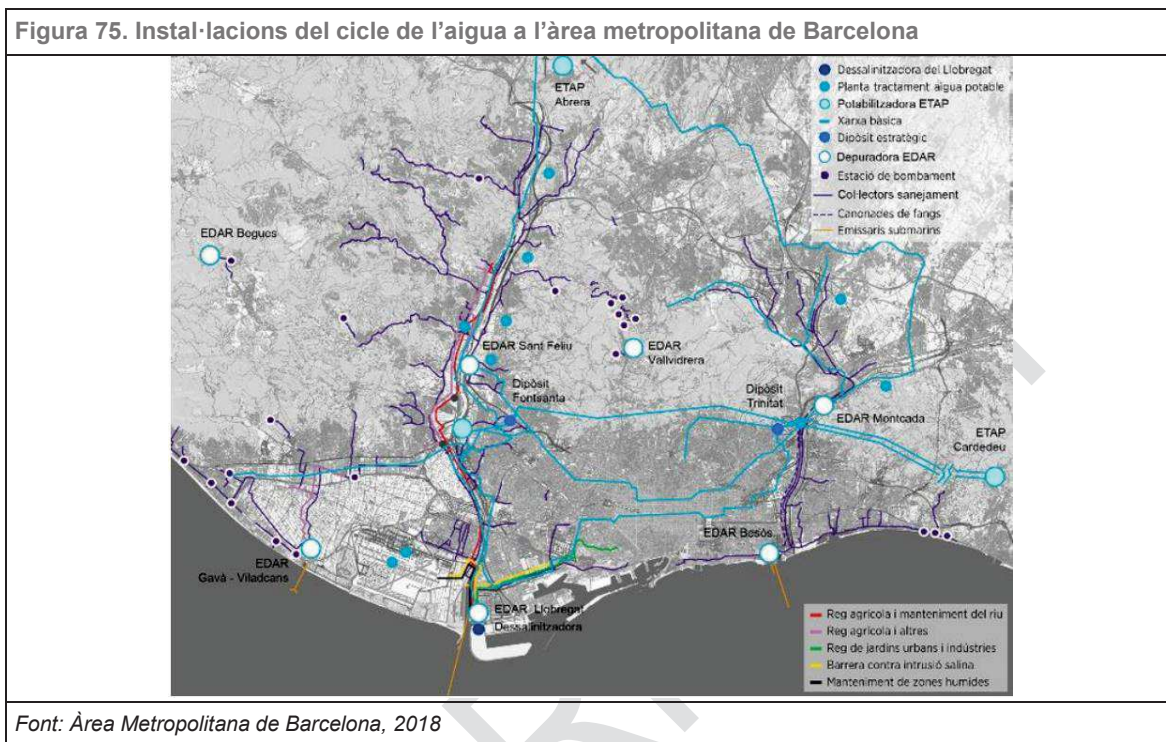 Figura 75. Instal·lacions del cicle de l’aigua a l’àrea metropolitana de Barcelona
ETAP
Abrera
Dessalinitzadora del Llobregat
Planta tractament aigua potable
Potabilitzadora ETAP
Xarxa bàsica
Dipòsit estratègic
Depuradora EDAR
Estació de bombament
Col·lectors sanejament
Canonades de fangs
Emissaris submarins
EDAR Begues
EDAR Sant Feliu
EDAR
Vallvidrera
Dipòsit
Fontsanta
Dipòsit
Trinitat
EDAR Montcada
ETAP
Cardedeu
EDAR
Gavà - Viladcans
EDAR Besòs
EDAR Llobregat
Dessalinitzadora
Reg agrícola i manteniment del riu
Reg agrícola i altres
Reg de jardins urbans i indústries
Barrera contra intrusió salina
Manteniment de zones humides
Font: Àrea Metropolitana de Barcelona, 2018